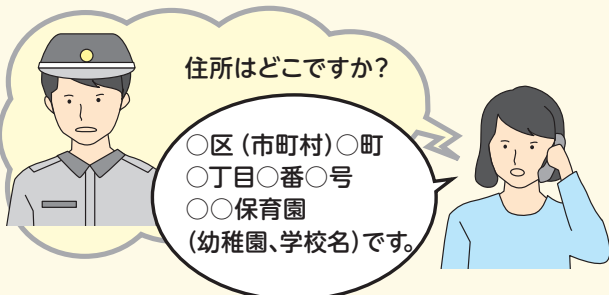 住所はどこですか?
○区（市町村）○町
○丁目○番○号
○○保育園
(幼稚園、学校名)です。